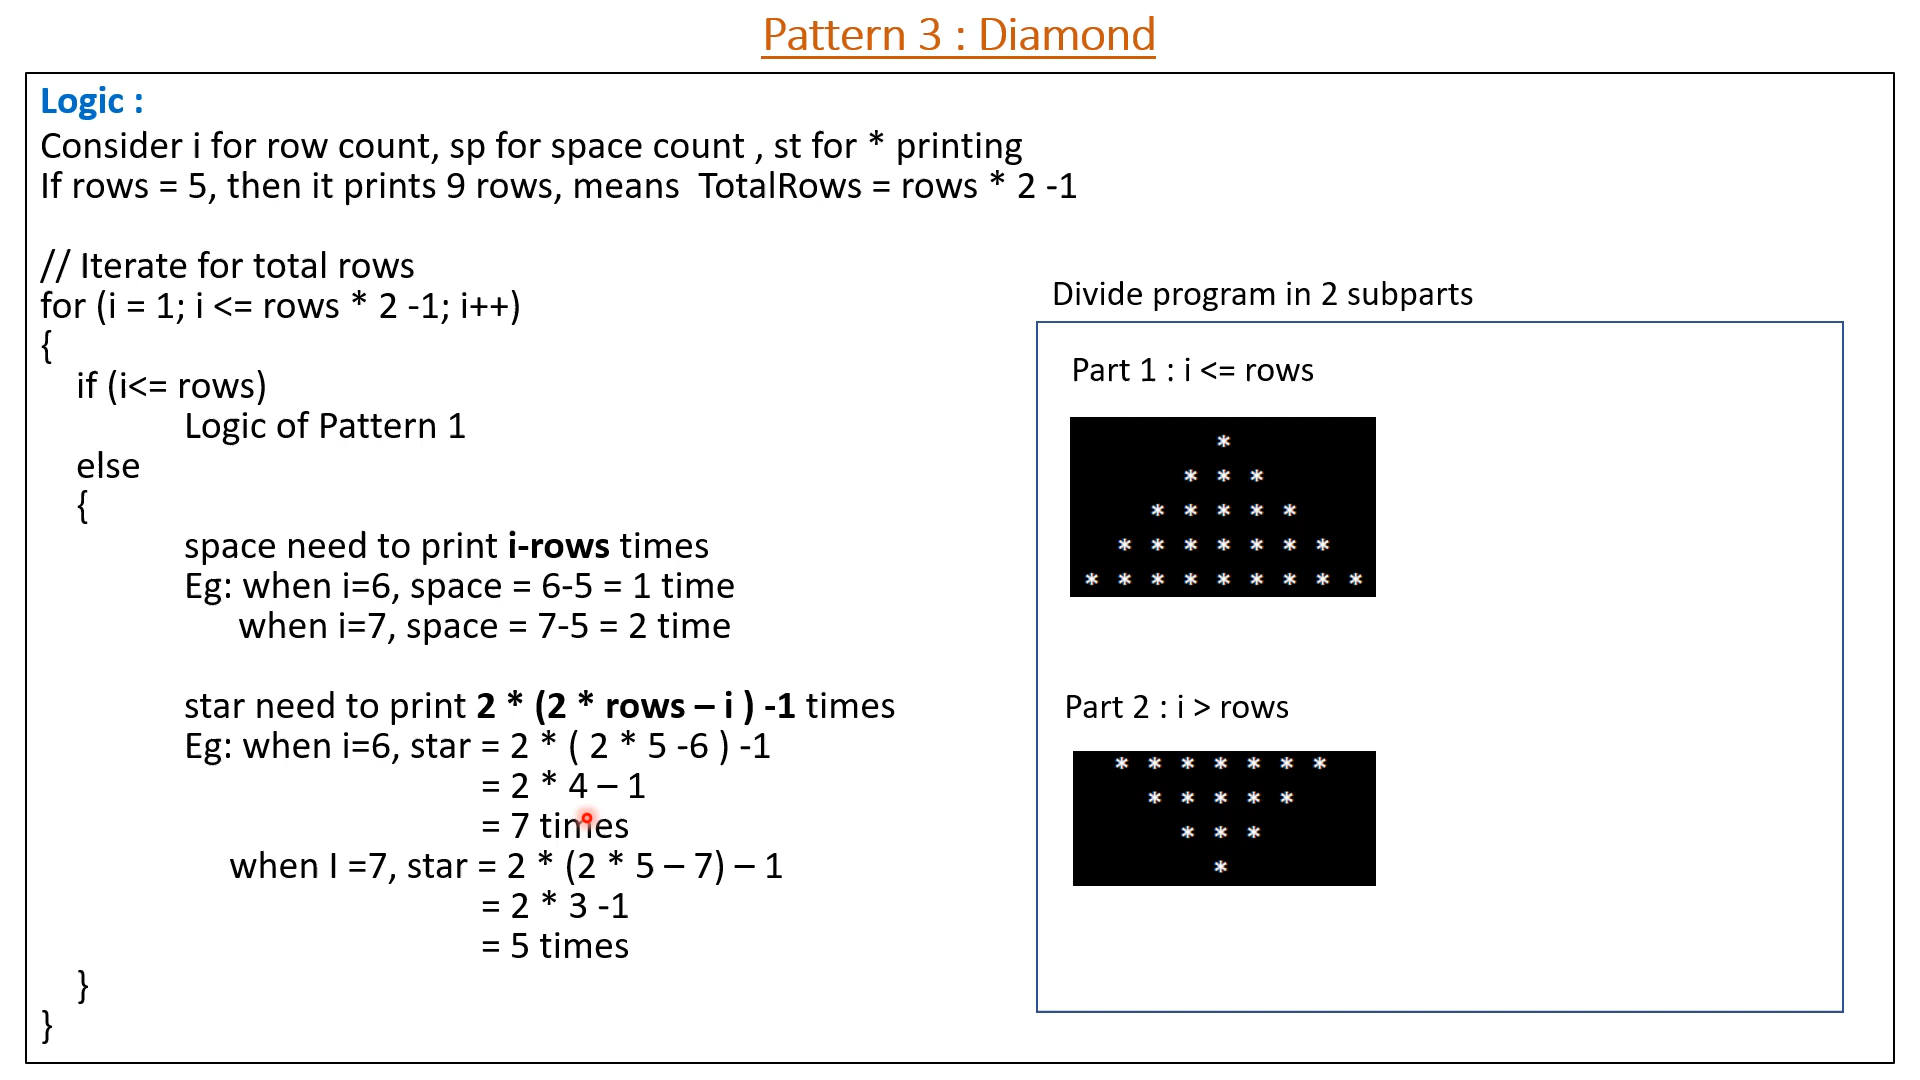 Pattern 3 : Diamond
Logic :
Consider i for row count, sp for space count , st for * printing
If rows = 5, then it prints 9 rows, means  TotalRows = rows * 2 -1
// Iterate for total rows
for (i = 1; i <= rows * 2 -1; i++)
{
if (i<= rows)
Logic of Pattern 1
else
{
space need to print i-rows times
Eg: when i=6, space = 6-5 = 1 time
when i=7, space = 7-5 = 2 time
star need to print 2 * (2 * rows – i ) -1 times
Eg: when i=6, star = 2 * ( 2 * 5 -6 ) -1
= 2 * 4 – 1
= 7 times
when I =7, star = 2 * (2 * 5 – 7) – 1
= 2 * 3 -1
= 5 times
}
}
Divide program in 2 subparts
Part 1 : i <= rows
*
* * *
* * * * *
* * * * * * *
* * * * * * * * *
Part 2 : i > rows
* * * * * * *
* * * * *
* * *
*